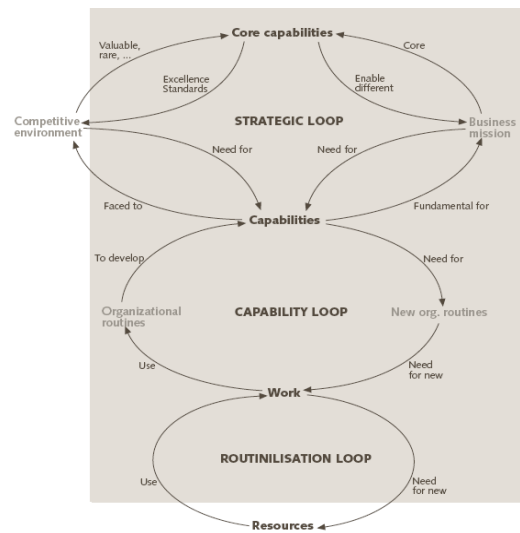 Core capabilities
Valuable,
rare, ...
Core
Excellence
Standards
Enable
different
Competitive
environment
STRATEGIC LOOP
Business
mission
Need for
Need for
Faced to
Capabilities
Fundamental for
To develop
Need for
Organizational
routines
CAPABILITY LOOP
New org. routines
Use
Need
for new
Work
ROUTINILISATION LOOP
Use
Need
for new
Resources